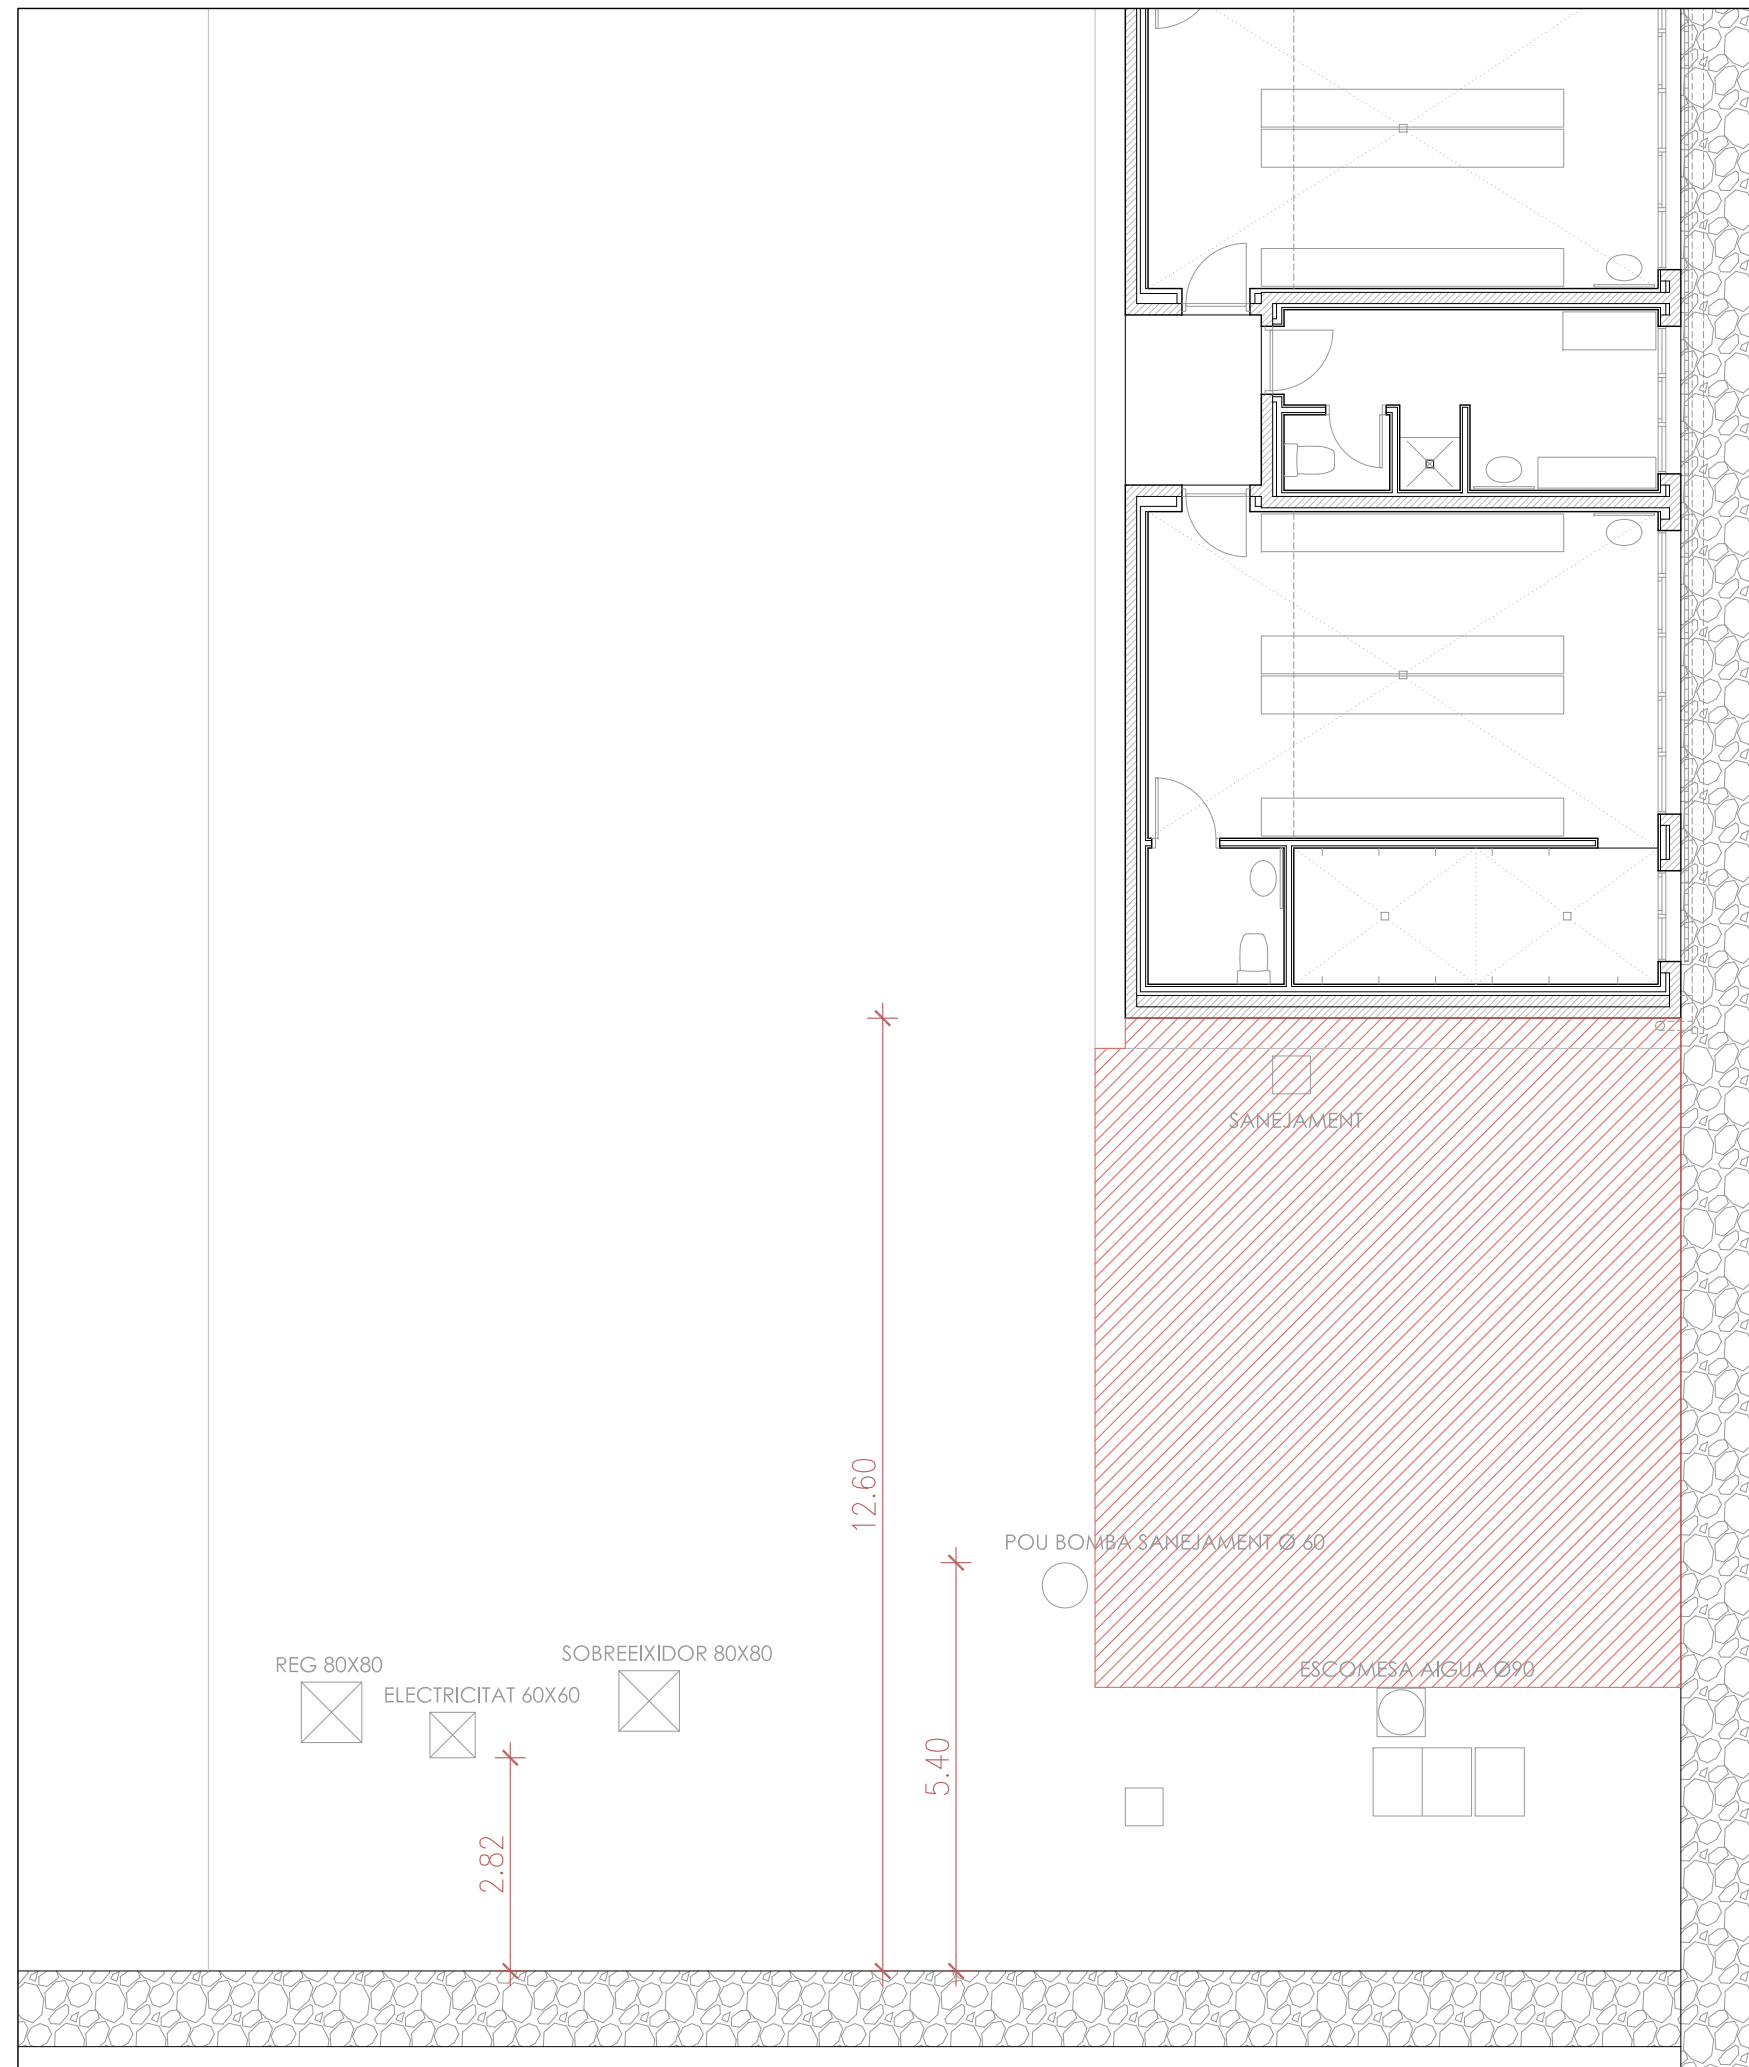 SANEJAMENT
12.60
POU BOMBA SANEJAMENT Ø 60
REG 80X80
SOBREEIXIDOR 80X80
ESCOMESA AIGUA Ø90
ELECTRICITAT 60X60
5.40
2.82